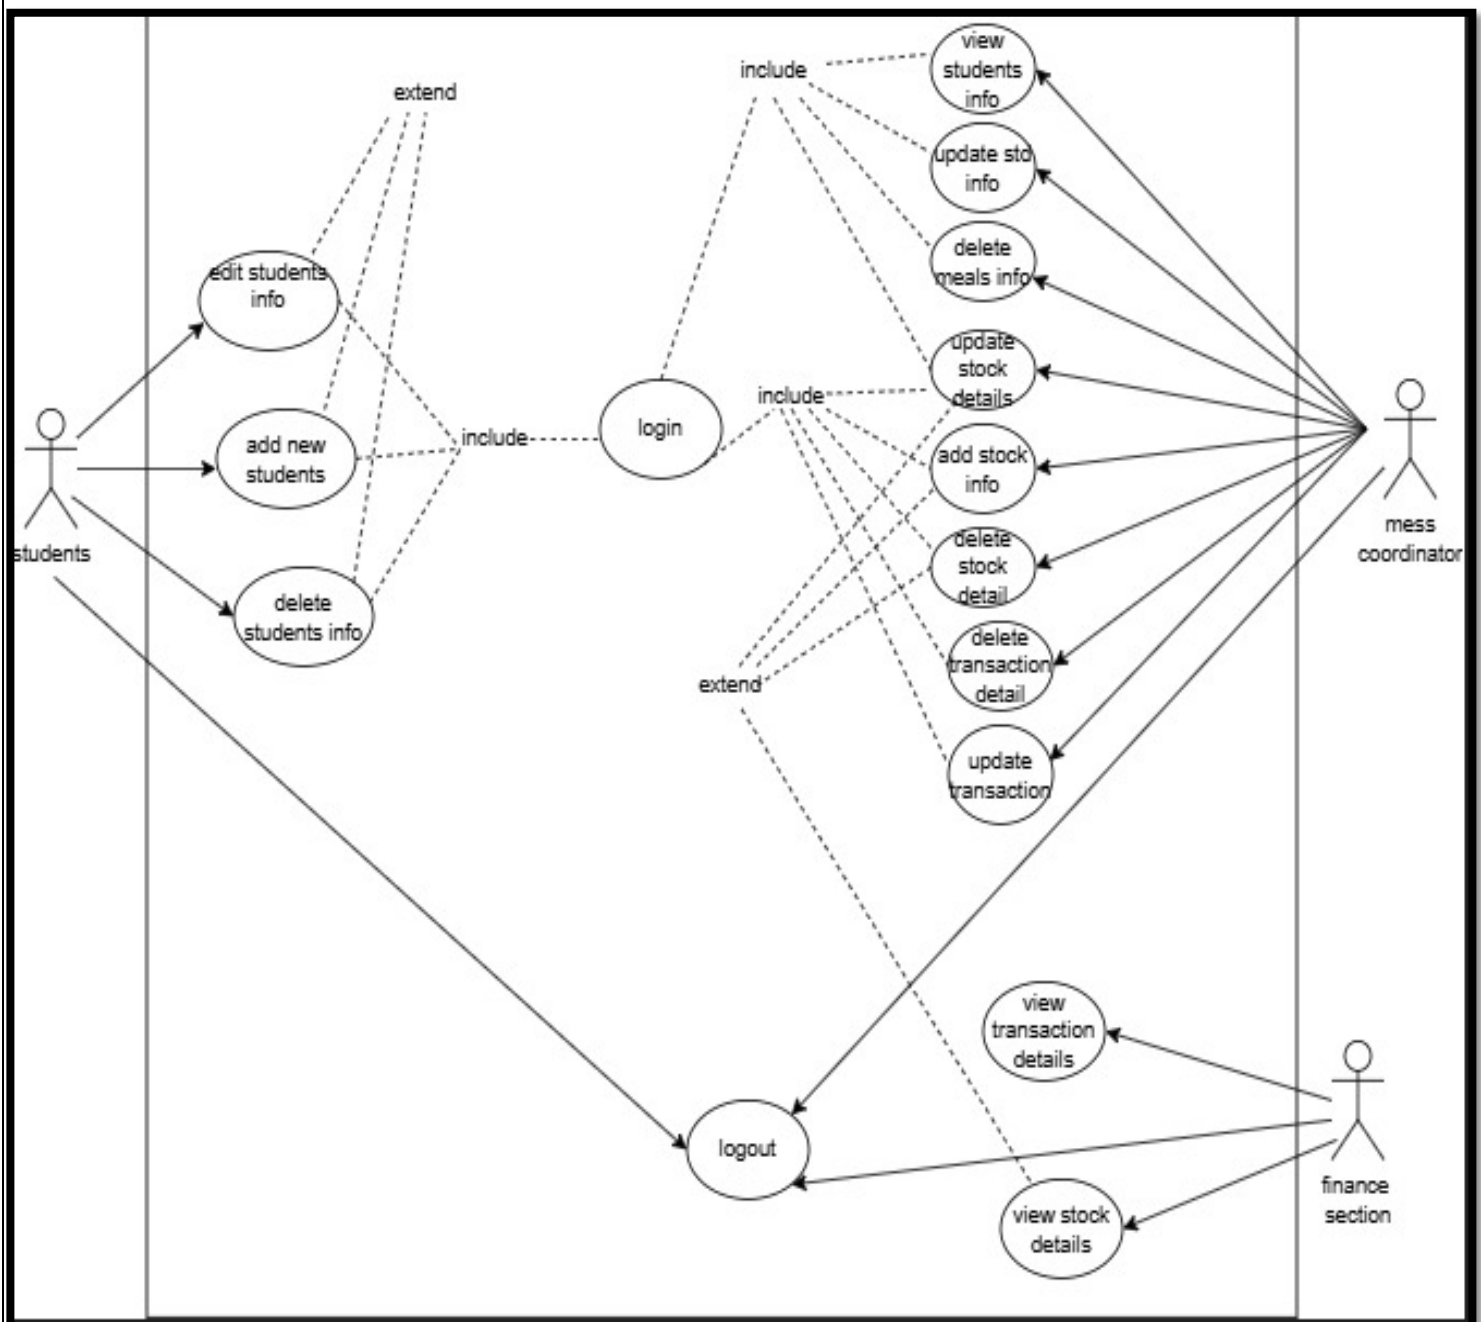 view
students
info
include
extend
update std
info
delete
meals info
edit students
info
update
stock
details
include
login
add new
students
include
add stock
info
mess
coordinator
students
delete
stock
detail
delete
students info
delete
transaction
detail
extend
update
transaction
view
transaction
details
logout
finance
section
view stock
details